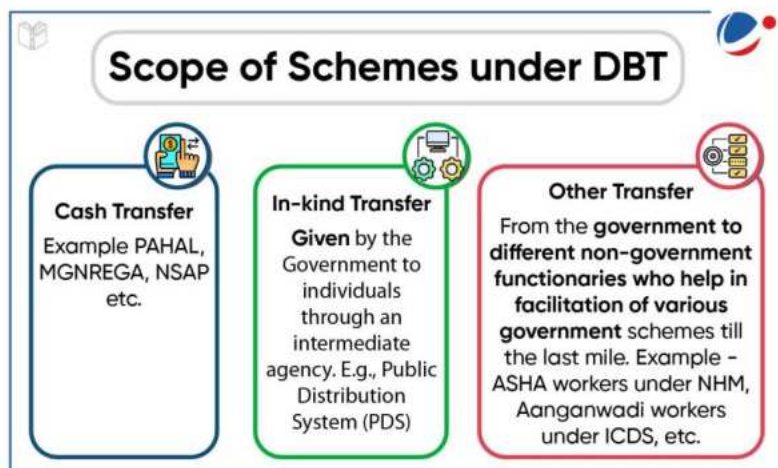 Scope of Schemes under DBT
Cash Transfer
Example PAHAL,
MGNREGA, NSAP
etc.
In-kind Transfer
Given by the
Government to
individuals
through an
intermediate
agency. E.g., Public
Distribution
System (PDS)
Other Transfer
From the government to
different non-government
functionaries who help in
facilitation of various
government schemes till
the last mile. Example -
ASHA workers under NHM,
Aanganwadi workers
under ICDS, etc.